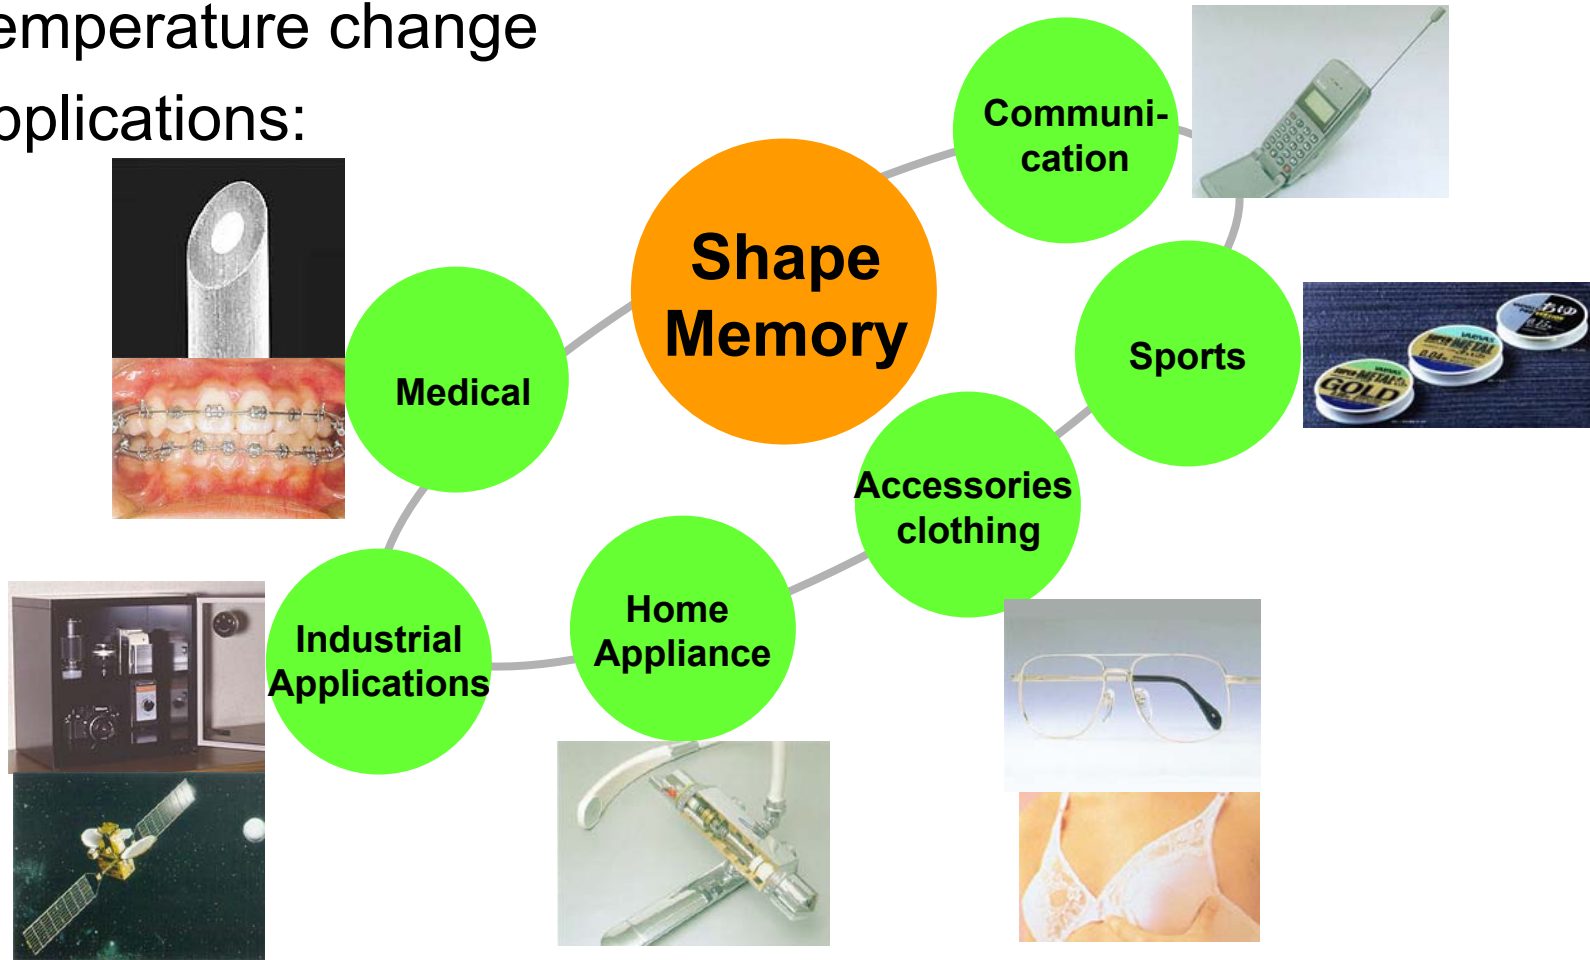 emperature change
pplications:
Communi-
cation
Shape
Memory
Sports
Medical
GOLD
Accessories
clothing
Home
Appliance
Industrial
Applications